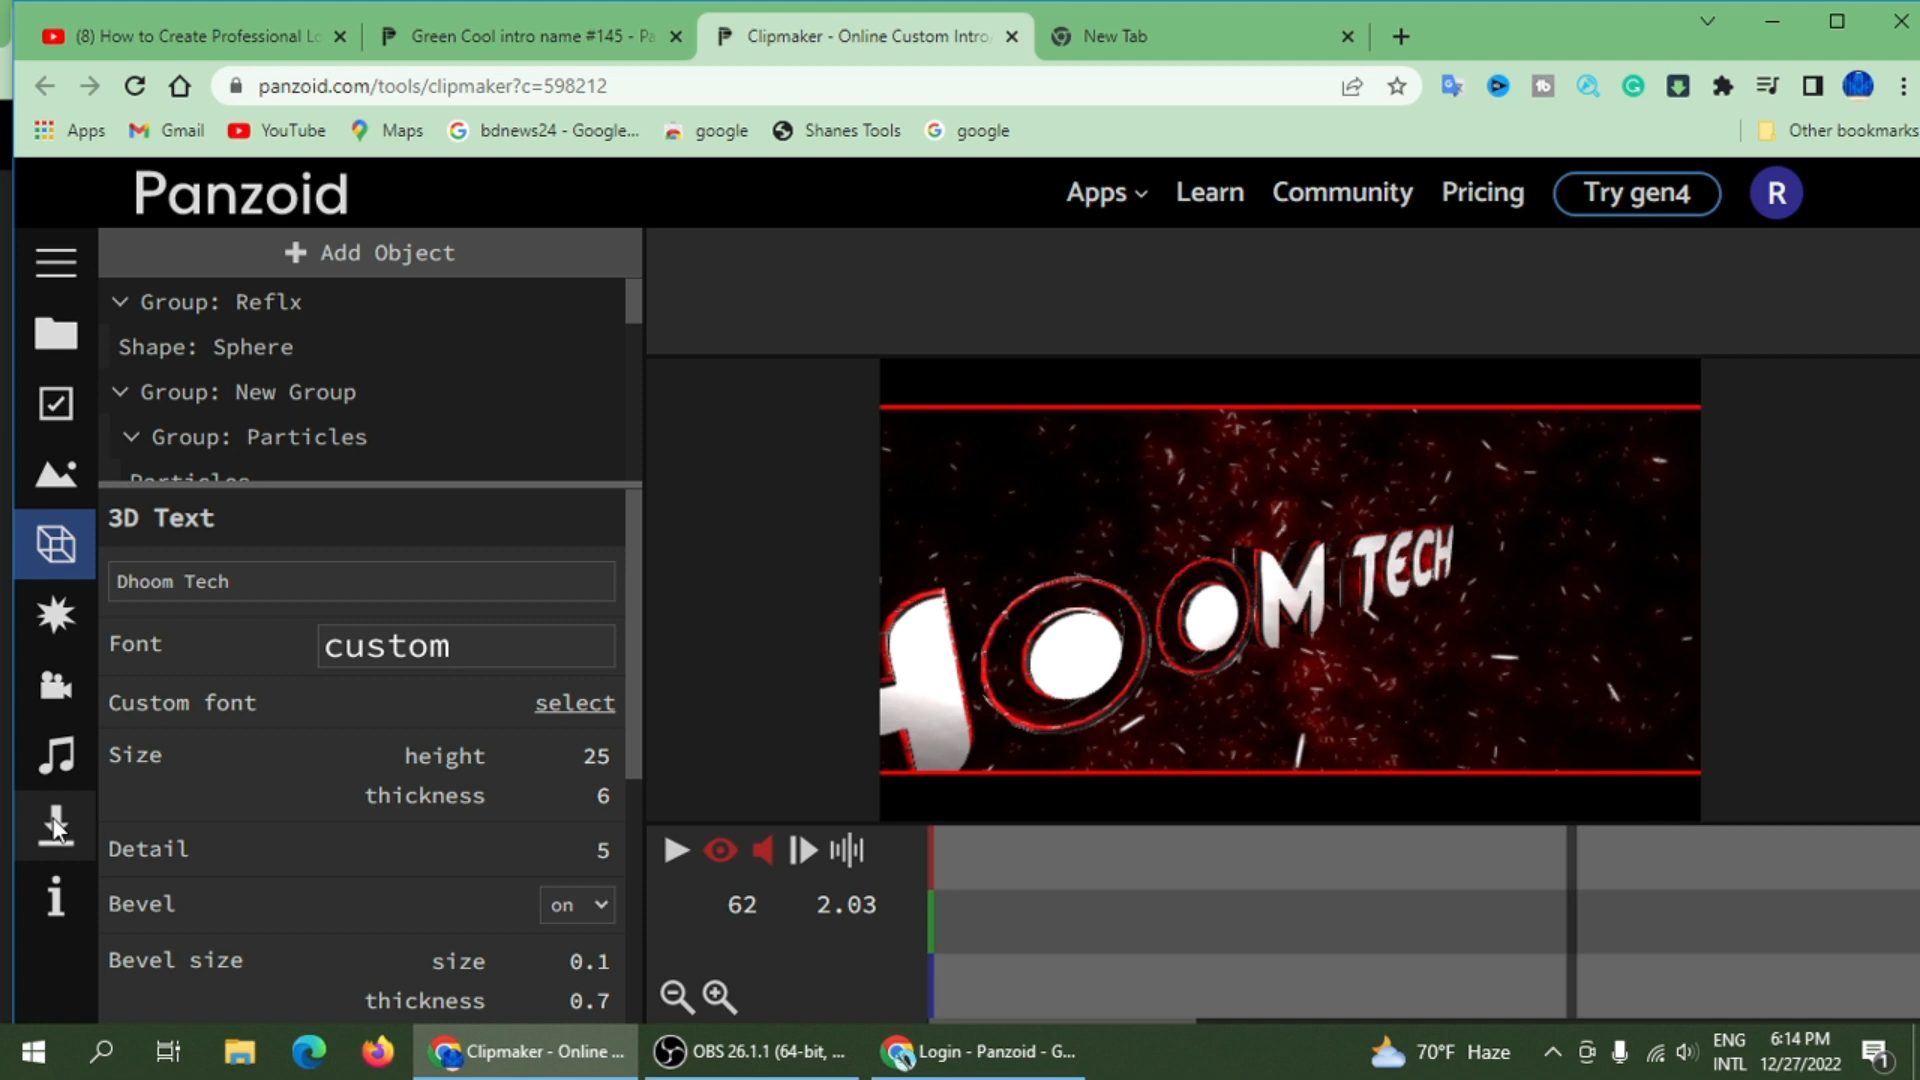 (8) How to Create Professional Lo
Green Cool intro name #145 - Pa
Clipmaker - Online Custom Intro
New Tab
panzoid.com/tools/clipmaker?c=598212
Apps
Gmail
YouTube
Maps
bdnews24 - Google...
google
Shanes Tools
google
Other bookmarks
Panzoid
Apps
Learn
Community
Pricing
Try gen4
R
Add Object
Group: Reflx
Shape: Sphere
Group: New Group
Group: Particles
Particles
3D Text
Dhoom Tech
Font custom
Custom font select
Size height 25
thickness 6
Detail 5
Bevel on
Bevel size size 0.1
thickness 0.7
HOOM TECH
62 2.03
Clipmaker - Online ...
OBS 26.1.1 (64-bit, ...
Login - Panzoid - G...
70°F Haze
ENG
INTL
6:14 PM
12/27/2022
1